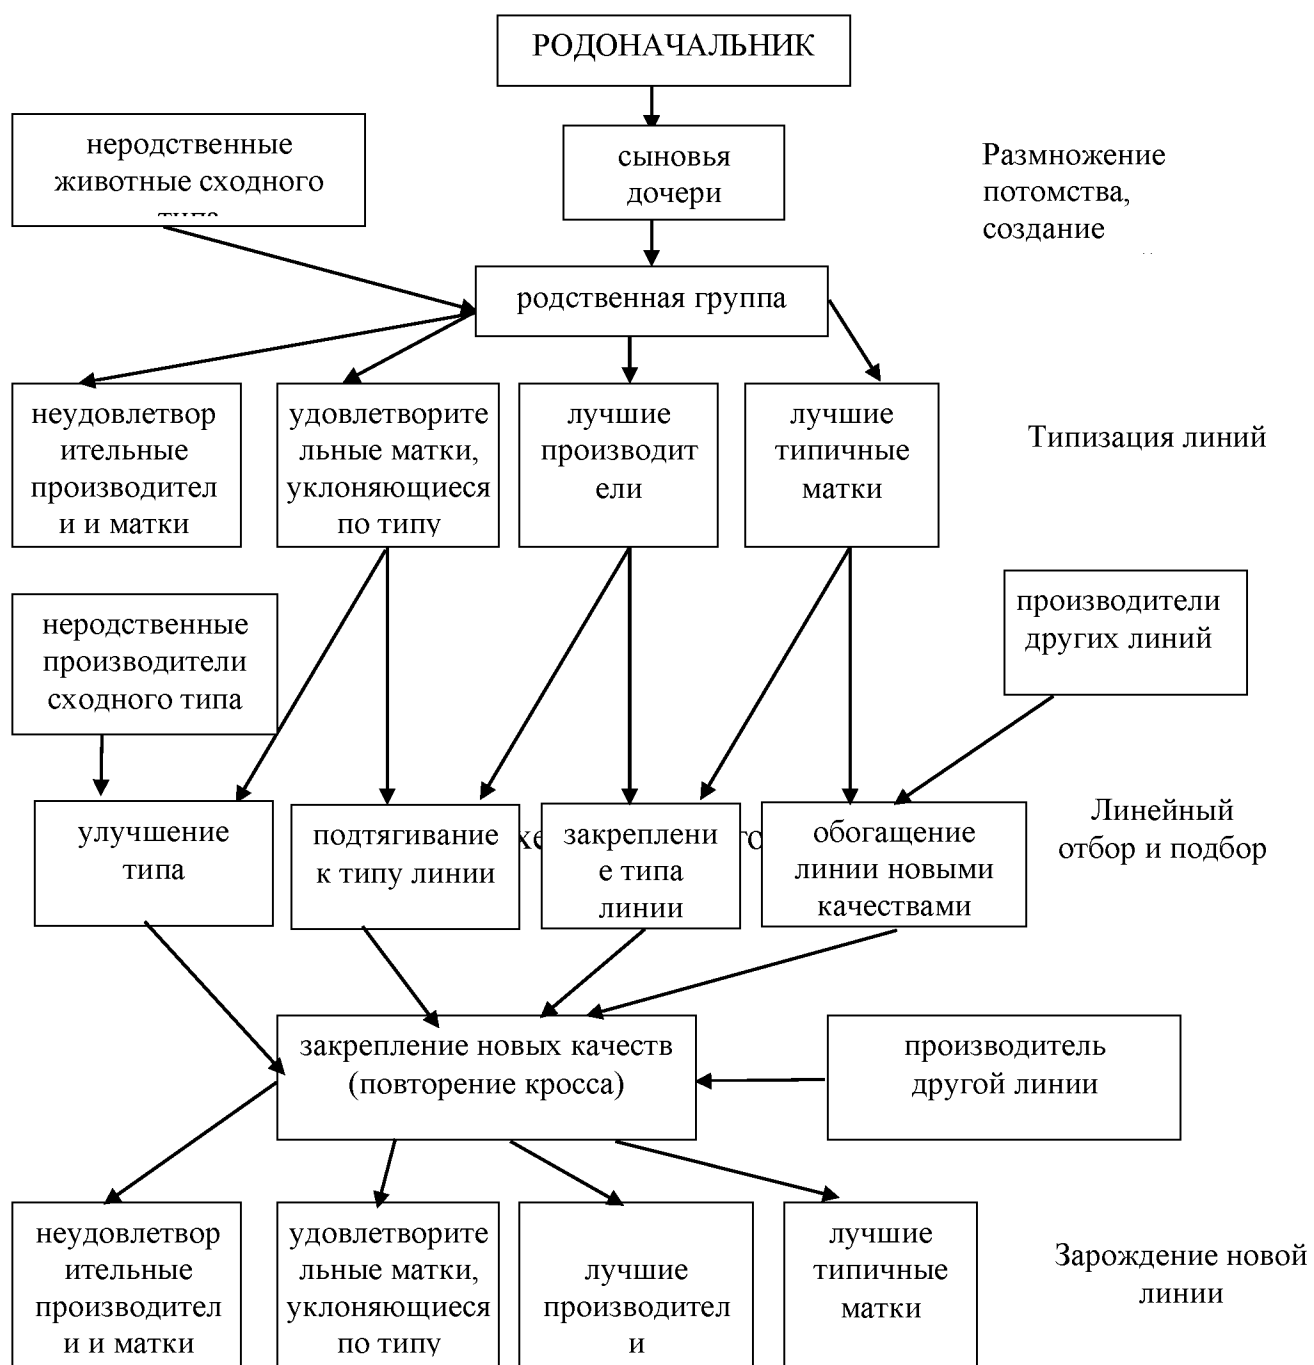 РОДОНАЧАЛЬНИК
неродственные
животные сходного
типа
сыновья
дочери
Размножение
потомства,
создание
родственная группа
неудовлетвор
ительные
производител
и и матки
удовлетворите
льные матки,
уклоняющиеся
по типу
лучшие
производит
ели
лучшие
типичные
матки
Типизация линий
неродственные
производители
сходного типа
производители
других линий
улучшение
типа
подтягивание
к типу линии
хе
закреплени
е типа
линии
го
обогащение
линии новыми
качествами
Линейный
отбор и подбор
закрепление новых качеств
(повторение кросса)
производитель
другой линии
неудовлетвор
ительные
производител
и и матки
удовлетворите
льные матки,
уклоняющиеся
по типу
лучшие
производител
и
лучшие
типичные
матки
Зарождение новой
линии